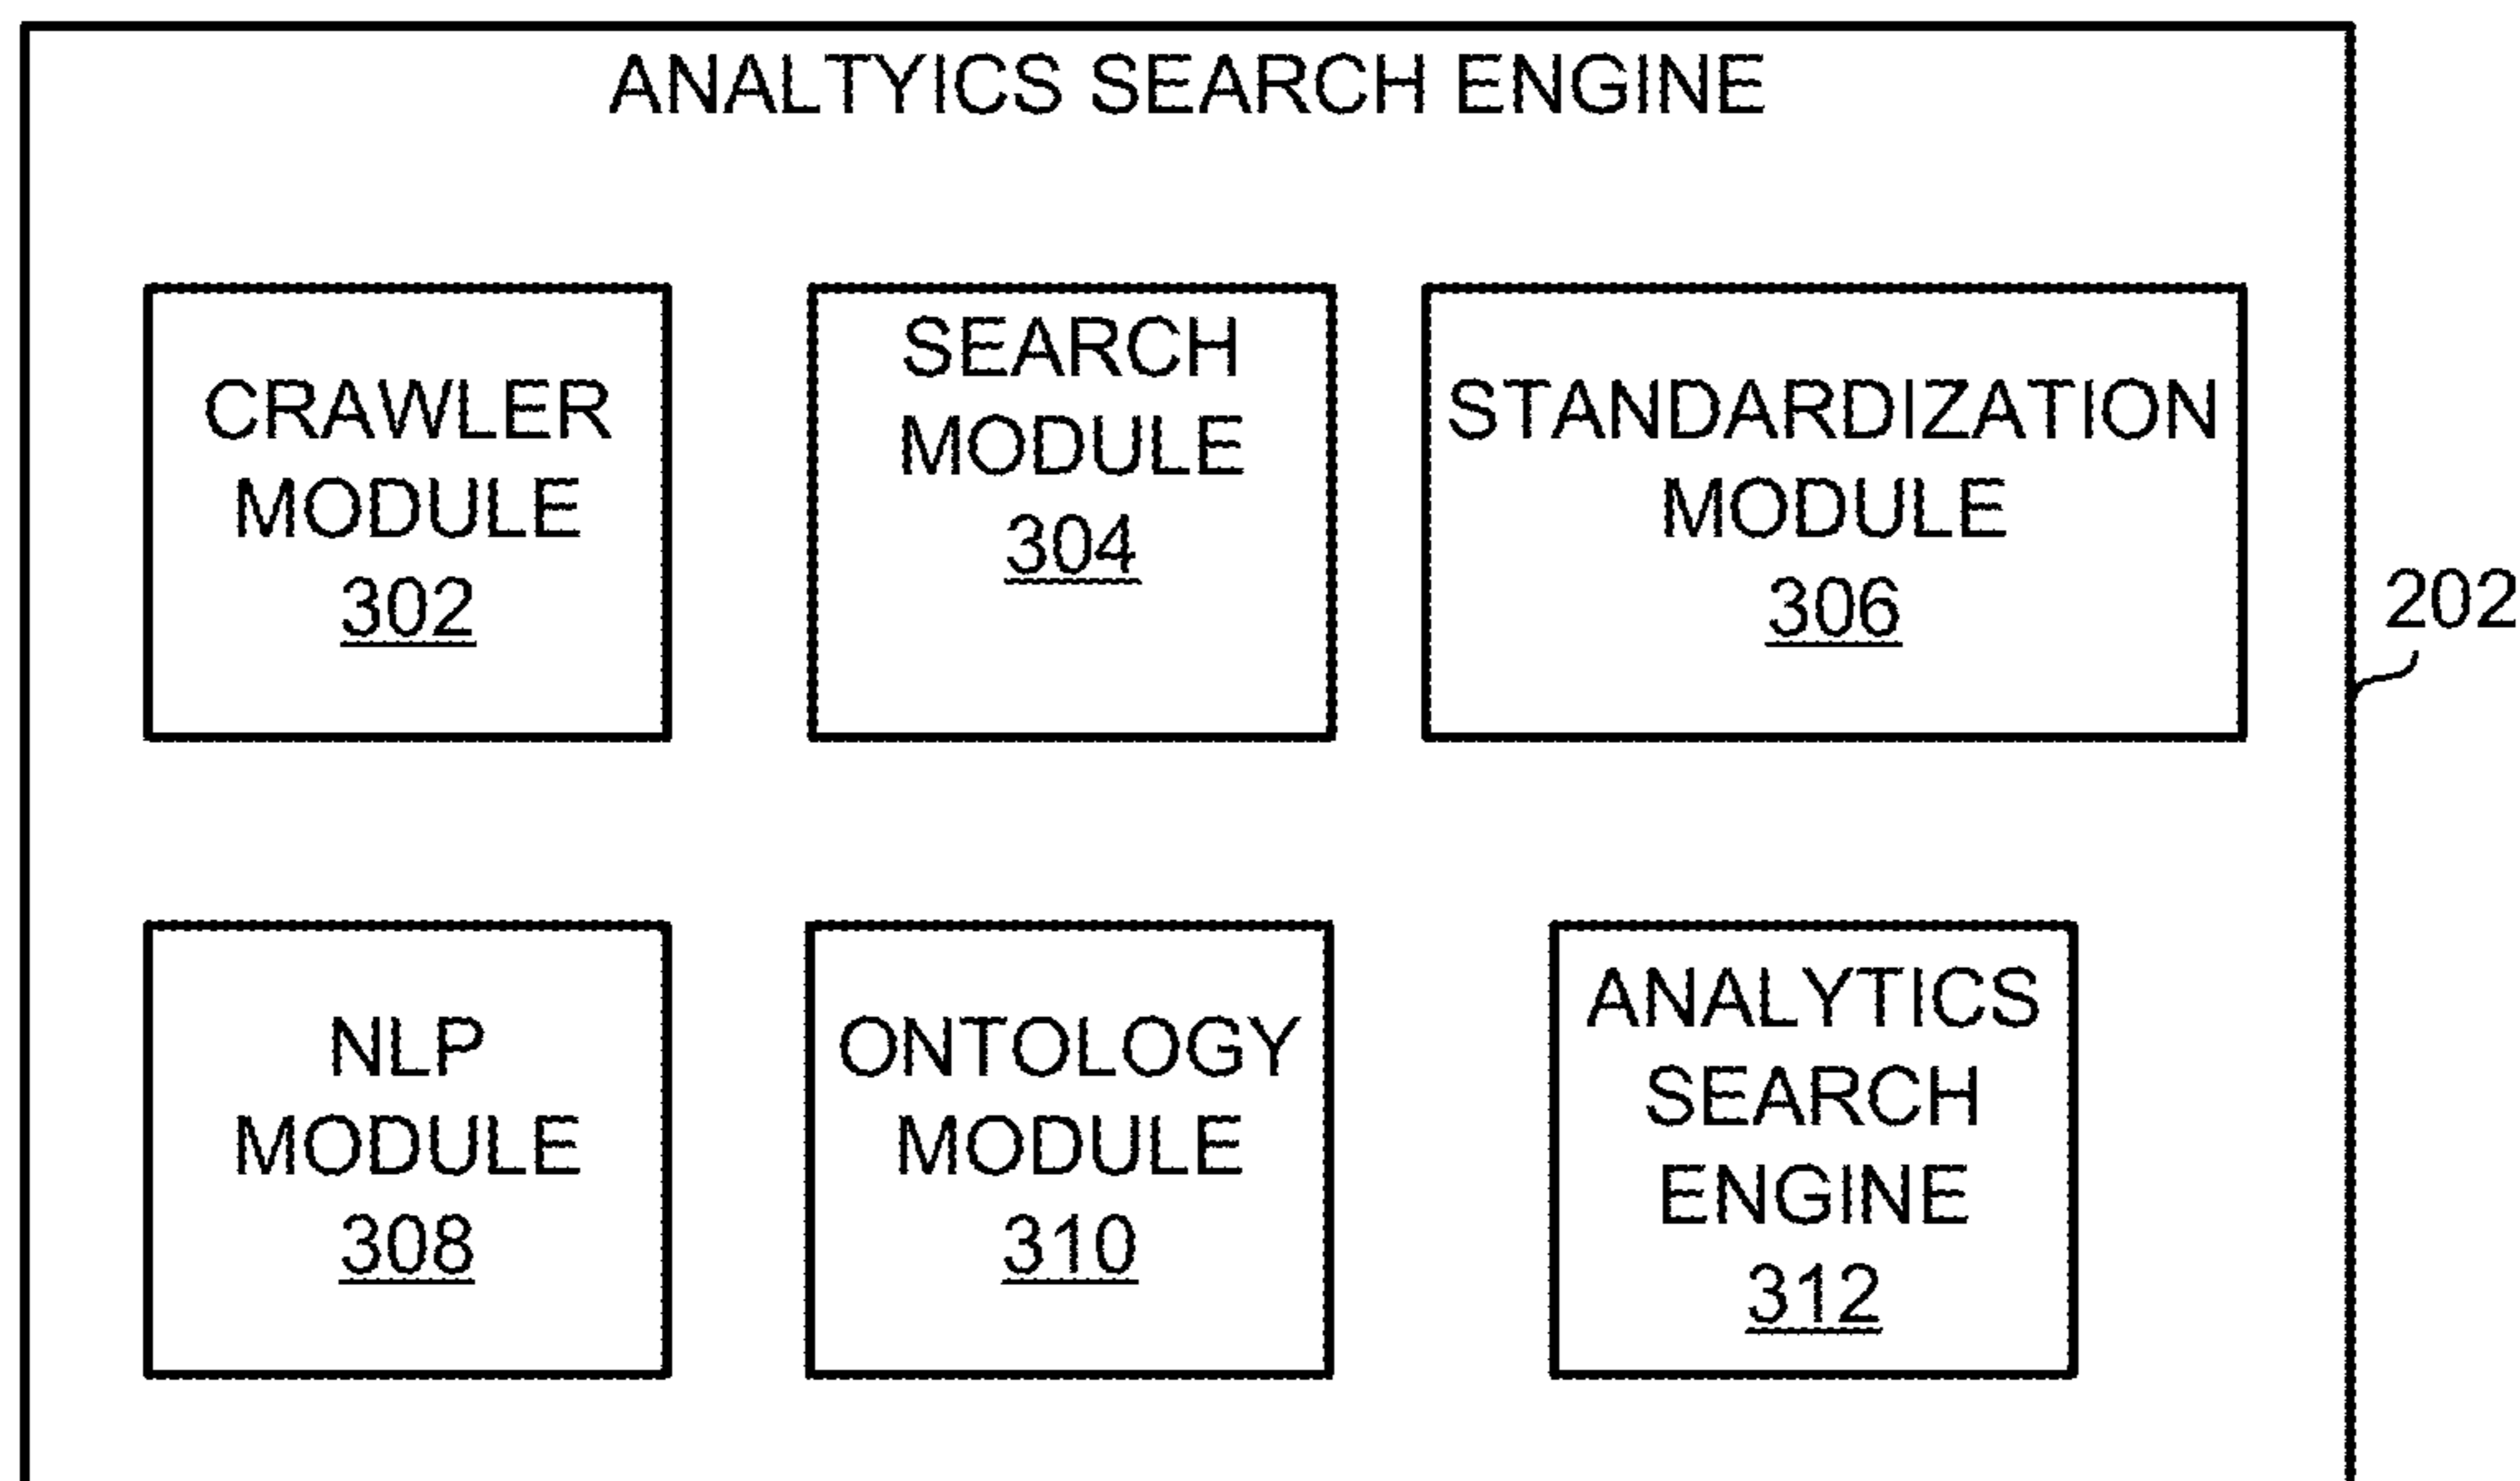 ANALTYICS SEARCH ENGINE
CRAWLER
MODULE
302
SEARCH
MODULE
304
STANDARDIZATION
MODULE
306
202
NLP
MODULE
308
ONTOLOGY
MODULE
310
ANALYTICS
SEARCH
ENGINE
312